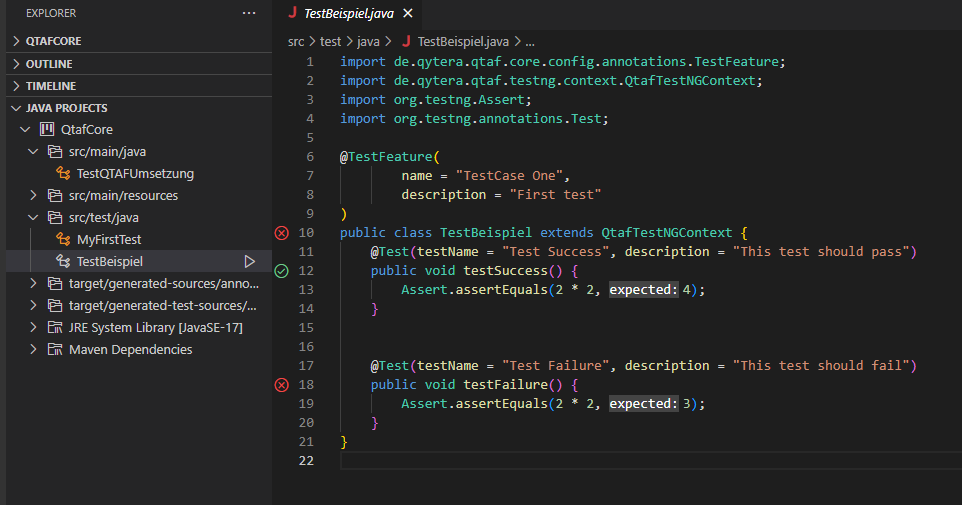 EXPLORER
QTAFCORE
OUTLINE
TIMELINE
JAVA PROJECTS
QtafCore
src/main/java
TestQTAFUmsetzung
src/main/resources
src/test/java
MyFirstTest
TestBeispiel
target/generated-sources/anno...
target/generated-test-sources/...
JRE System Library [JavaSE-17]
Maven Dependencies
J TestBeispiel.java ×
src > test > java > J TestBeispiel.java > ...
1 import de.qytera.qtaf.core.config.annotations.TestFeature;
2 import de.qytera.qtaf.testng.context.QtafTestNGContext;
3 import org.testng.Assert;
4 import org.testng.annotations.Test;
5
6 @TestFeature(
7 name = "TestCase One",
8 description = "First test"
9 )
10 public class TestBeispiel extends QtafTestNGContext {
11 @Test(testName = "Test Success", description = "This test should pass")
12 public void testSuccess() {
13 Assert.assertEquals(2 * 2, expected: 4);
14 }
15
16
17 @Test(testName = "Test Failure", description = "This test should fail")
18 public void testFailure() {
19 Assert.assertEquals(2 * 2, expected: 3);
20 }
21 }
22